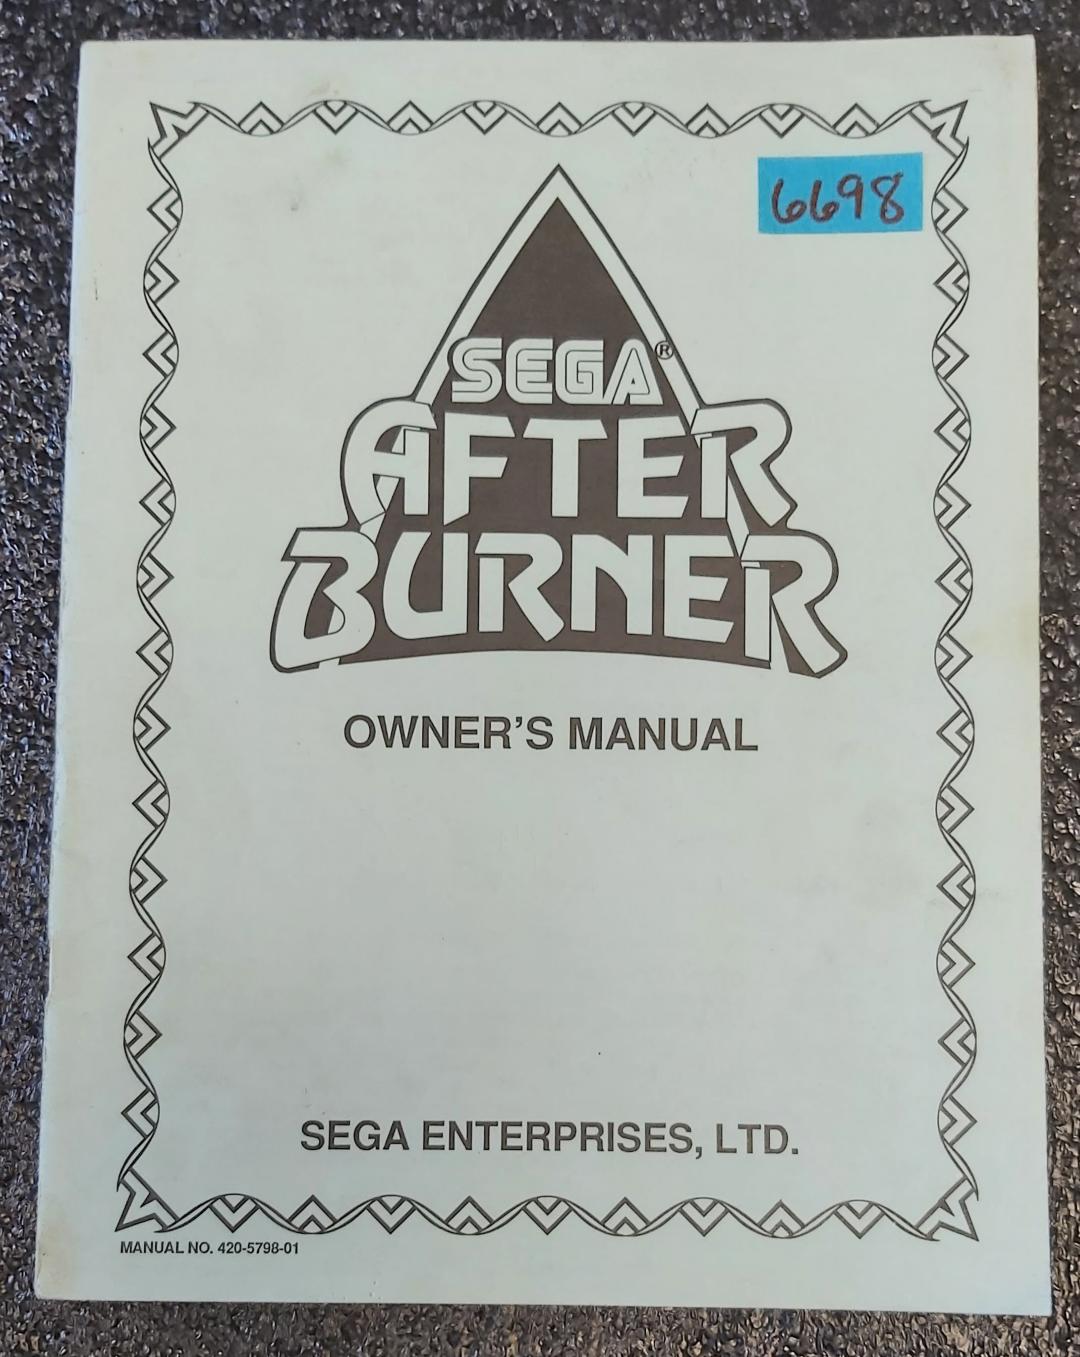 6698
SEGA®
AFTER
BURNER
OWNER'S MANUAL
SEGA ENTERPRISES, LTD.
MANUAL NO. 420-5798-01